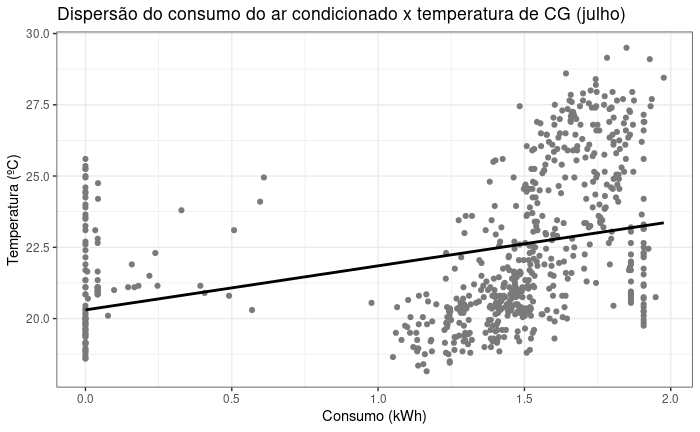 Dispersão do consumo do ar condicionado x temperatura de CG (julho)
30.0
27.5
25.0
22.5
20.0
Temperatura (ºC)
0.0 0.5 1.0 1.5 2.0
Consumo (kWh)